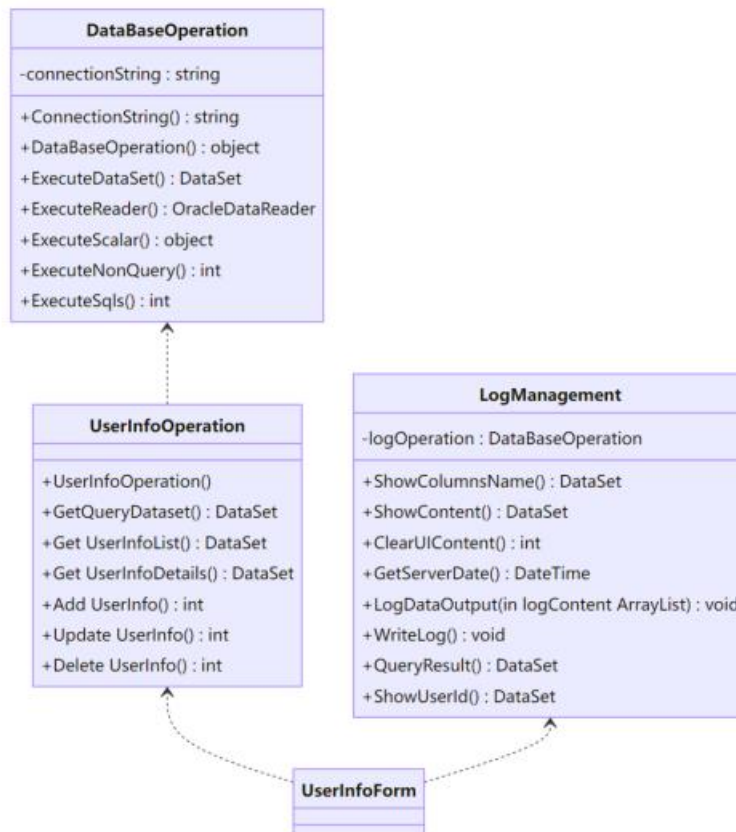 DataBaseOperation
-connectionString : string
+ConnectionString() : string
+DataBaseOperation() : object
+ExecuteDataSet() : DataSet
+ExecuteReader() : OracleDataReader
+ExecuteScalar() : object
+ExecuteNonQuery() : int
+ExecuteSqls() : int
UserInfoOperation
+UserInfoOperation()
+GetQueryDataset() : DataSet
+Get UserInfoList() : DataSet
+Get UserInfoDetails() : DataSet
+Add UserInfo() : int
+Update UserInfo() : int
+Delete UserInfo() : int
LogManagement
-logOperation : DataBaseOperation
+ShowColumnsName() : DataSet
+ShowContent() : DataSet
+ClearUIContent() : int
+GetServerDate() : DateTime
+LogDataOutput(in logContent ArrayList) : void
+WriteLog() : void
+QueryResult() : DataSet
+ShowUserId() : DataSet
UserInfoForm